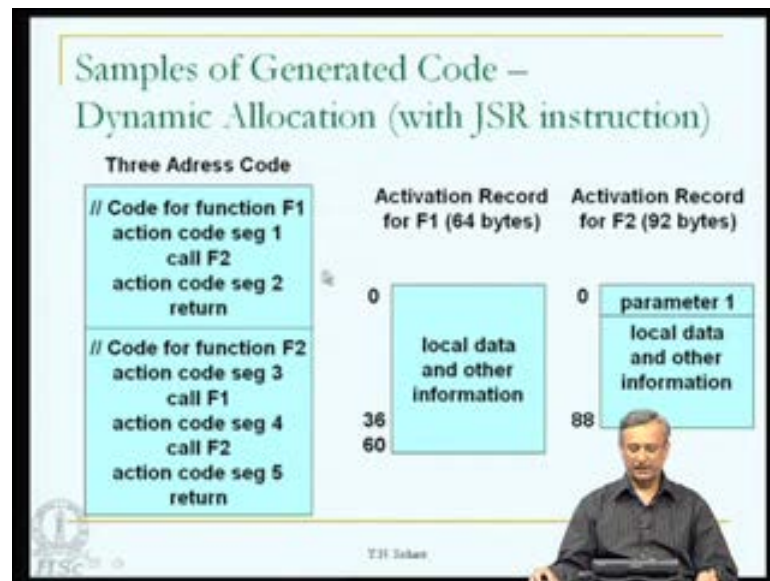 Samples of Generated Code –
Dynamic Allocation (with JSR instruction)
Three Adress Code
// Code for function F1
action code seg 1
call F2
action code seg 2
return
// Code for function F2
action code seg 3
call F1
action code seg 4
call F2
action code seg 5
return
Activation Record
for F1 (64 bytes)
0
local data
and other
information
36
60
Activation Record
for F2 (92 bytes)
0
parameter 1
local data
and other
information
88
IISc